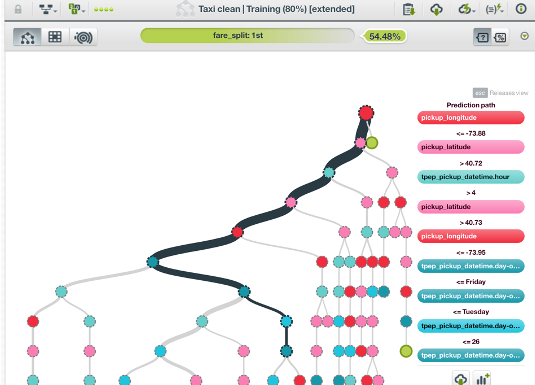 Taxi clean | Training (80%) [extended]
fare_split: 1st
54.48%
esc Releases view
Prediction path
pickup_longitude
<= -73.88
pickup_latitude
> 40.72
tpep_pickup_datetime.hour
> 4
pickup_latitude
> 40.73
pickup_longitude
<= -73.95
tpep_pickup_datetime.day-o...
<= Friday
tpep_pickup_datetime.day-o...
<= Tuesday
tpep_pickup_datetime.day-o...
<= 26
tpep_pickup_datetime.day-o...